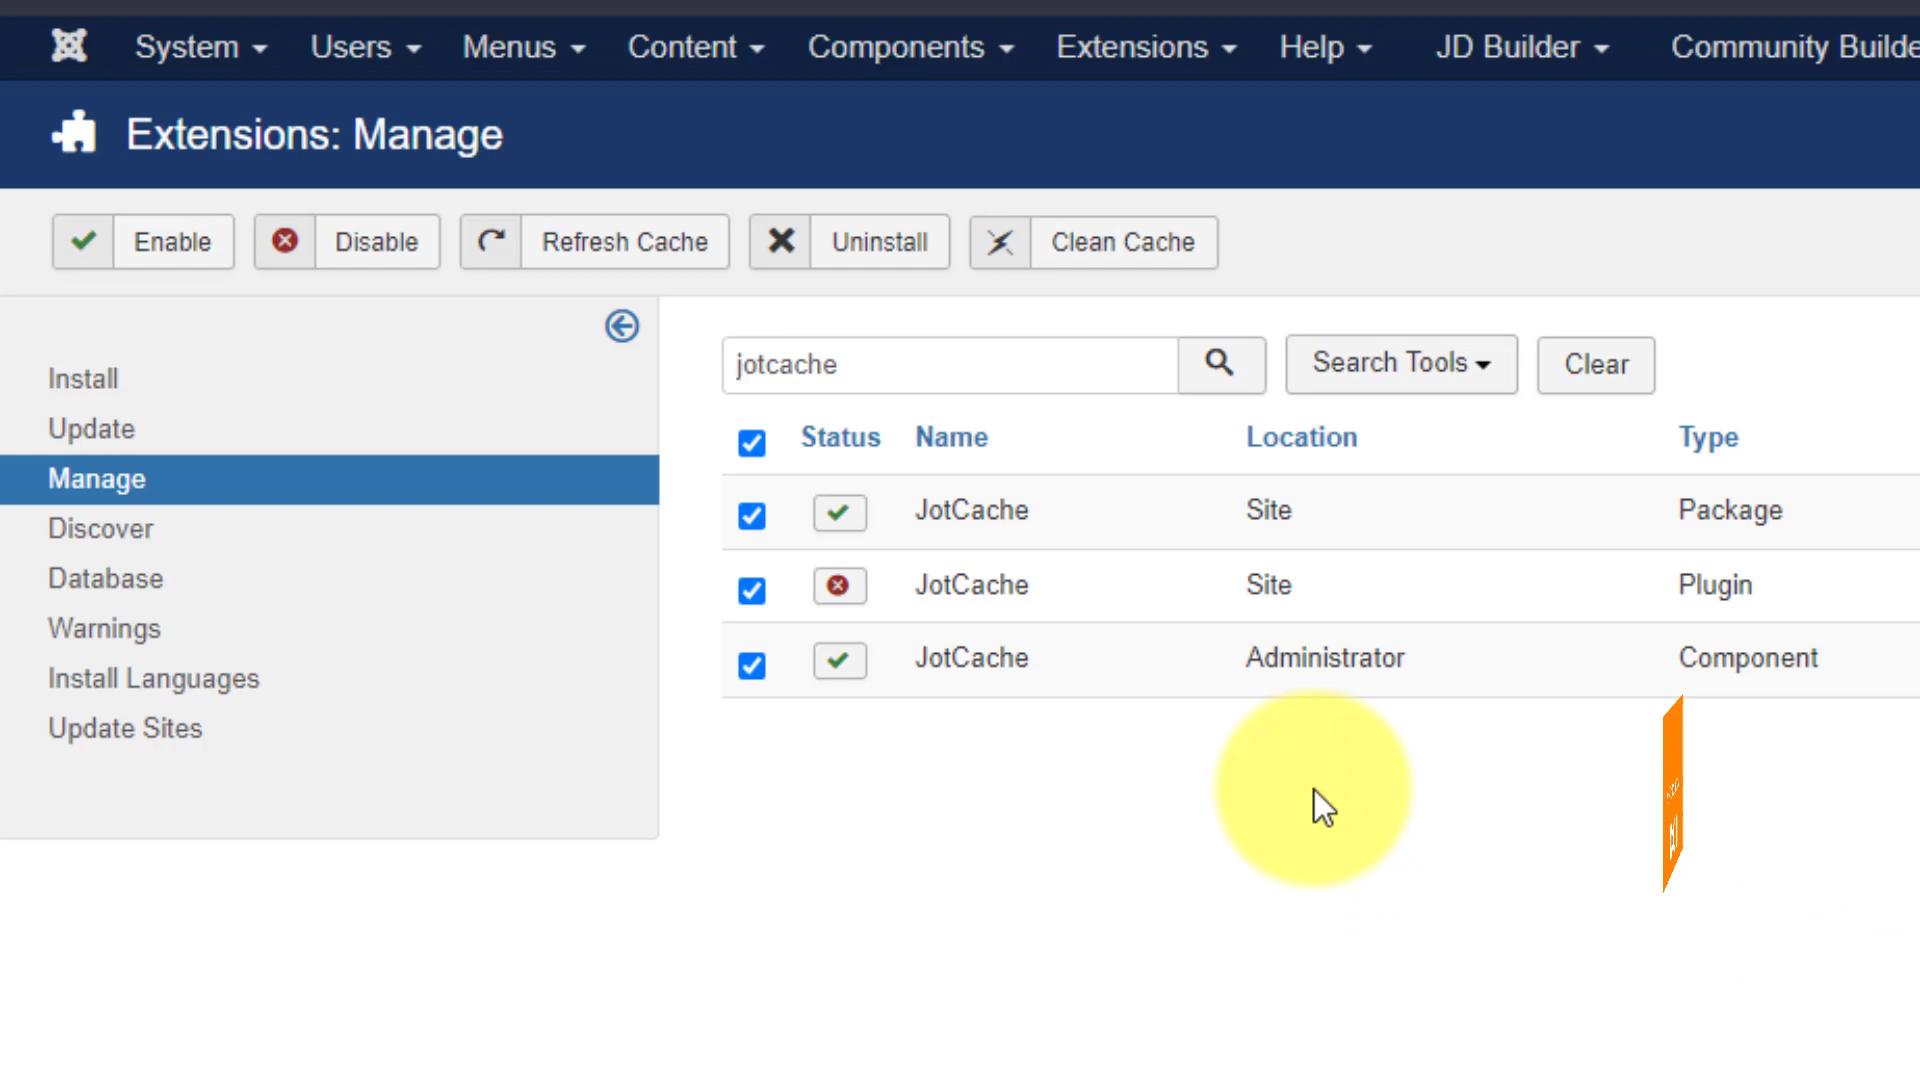 System Users Menus Content Components Extensions Help JD Builder Community Builde
Extensions: Manage
Enable Disable Refresh Cache Uninstall Clean Cache
Install
Update
Manage
Discover
Database
Warnings
Install Languages
Update Sites
jotcache Search Tools Clear
Status Name Location Type
JotCache Site Package
JotCache Site Plugin
JotCache Administrator Component